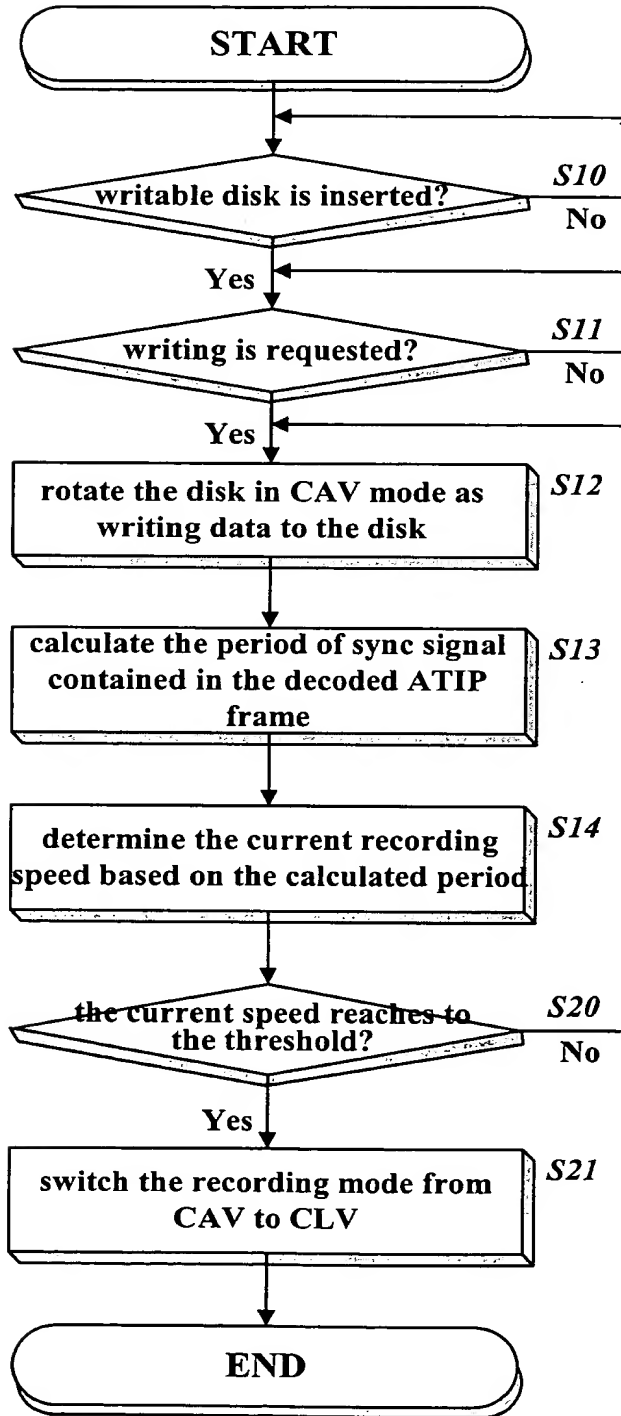 START
writable disk is inserted?
S10
No
Yes
writing is requested?
S11
No
Yes
rotate the disk in CAV mode as
writing data to the disk
S12
calculate the period of sync signal
contained in the decoded ATIP
frame
S13
determine the current recording
speed based on the calculated period
S14
the current speed reaches to
the threshold?
S20
No
Yes
switch the recording mode from
CAV to CLV
S21
END